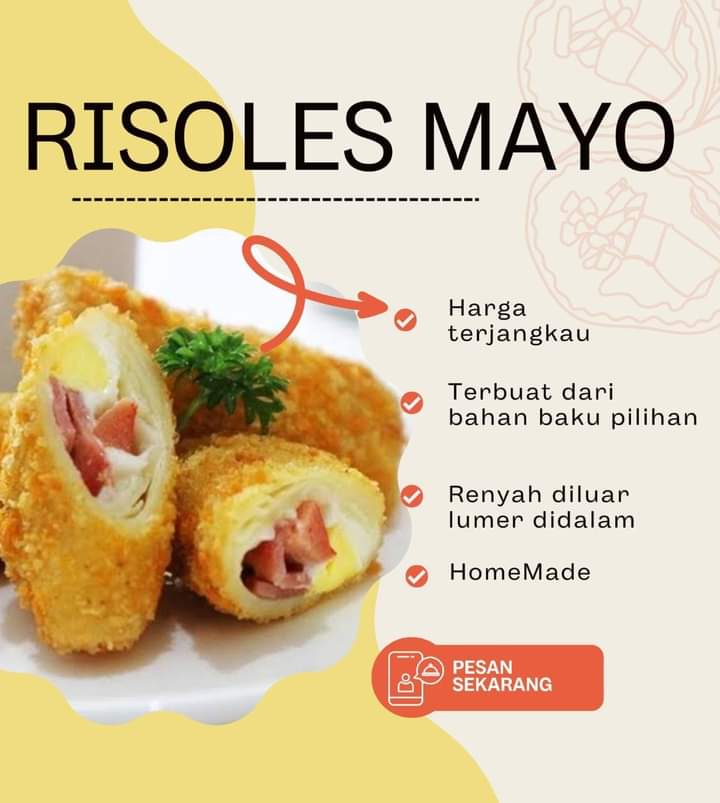 RISOLES MAYO
Harga
terjangkau
Terbuat dari
bahan baku pilihan
Renyah diluar
lumer didalam
HomeMade
PESAN
SEKARANG